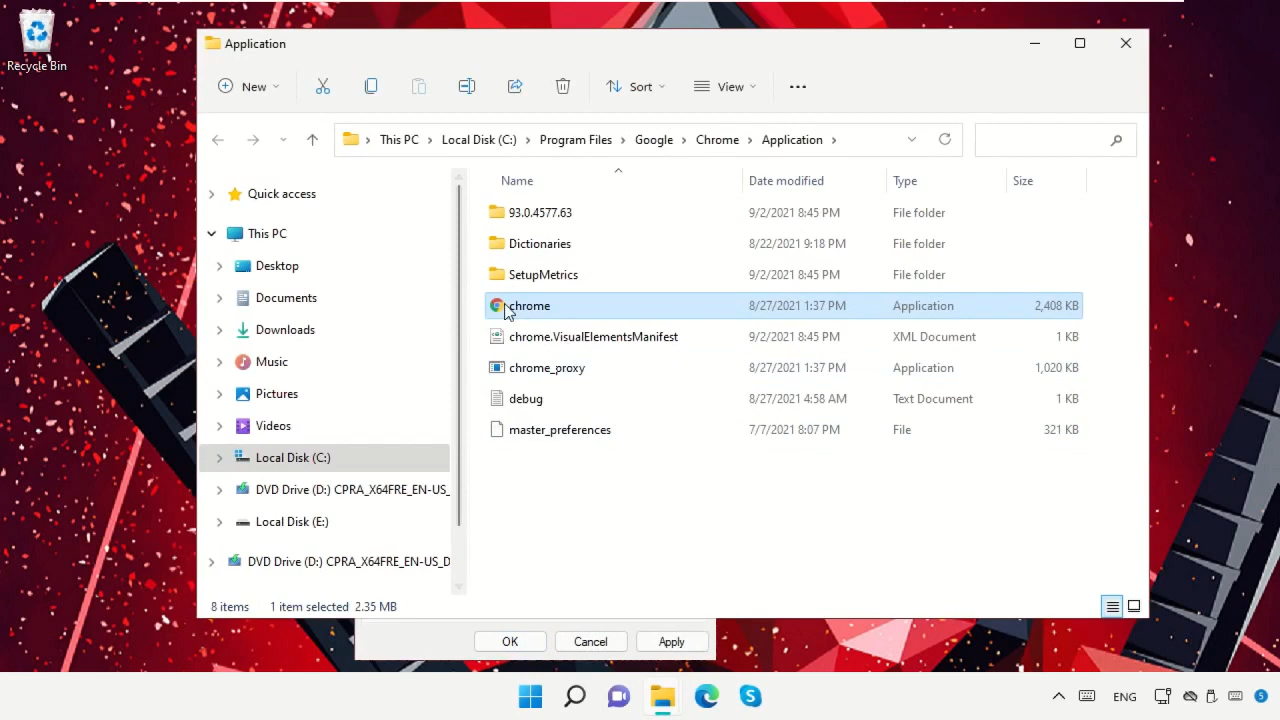 Recycle Bin
Application
New
Sort
View
This PC
Local Disk (C:)
Program Files
Google
Chrome
Application
Name
Date modified
Type
Size
Quick access
This PC
Desktop
Documents
Downloads
Music
Pictures
Videos
Local Disk (C:)
DVD Drive (D:) CPRA_X64FRE_EN-US_
Local Disk (E:)
DVD Drive (D:) CPRA_X64FRE_EN-US_D
93.0.4577.63 9/2/2021 8:45 PM File folder
Dictionaries 8/22/2021 9:18 PM File folder
SetupMetrics 9/2/2021 8:45 PM File folder
chrome 8/27/2021 1:37 PM Application 2,408 KB
chrome.VisualElementsManifest 9/2/2021 8:45 PM XML Document 1 KB
chrome_proxy 8/27/2021 1:37 PM Application 1,020 KB
debug 8/27/2021 4:58 AM Text Document 1 KB
master_preferences 7/7/2021 8:07 PM File 321 KB
8 items 1 item selected 2.35 MB
OK
Cancel
Apply
ENG
5